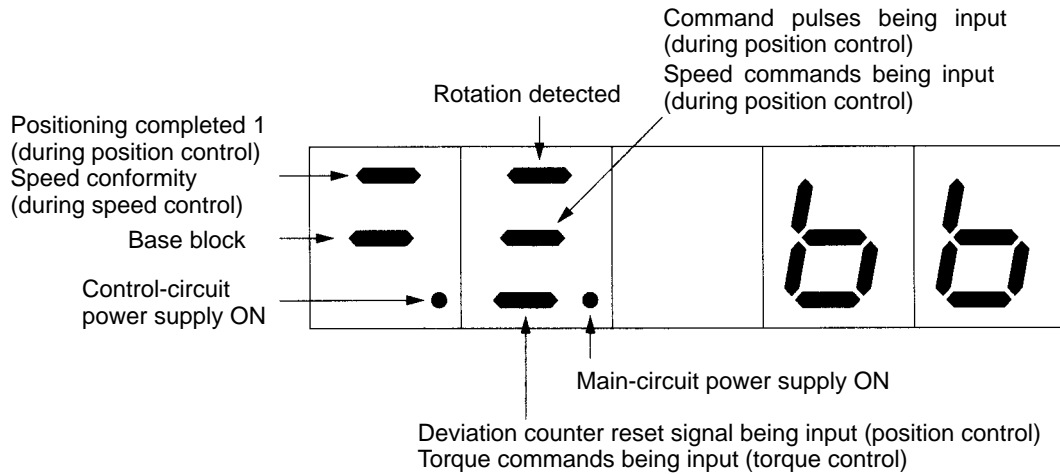 Command pulses being input
(during position control)
Speed commands being input
(during position control)
Rotation detected
Positioning completed 1
(during position control)
Speed conformity
(during speed control)
Base block
Control-circuit
power supply ON
bb
Main-circuit power supply ON
Deviation counter reset signal being input (position control)
Torque commands being input (torque control)